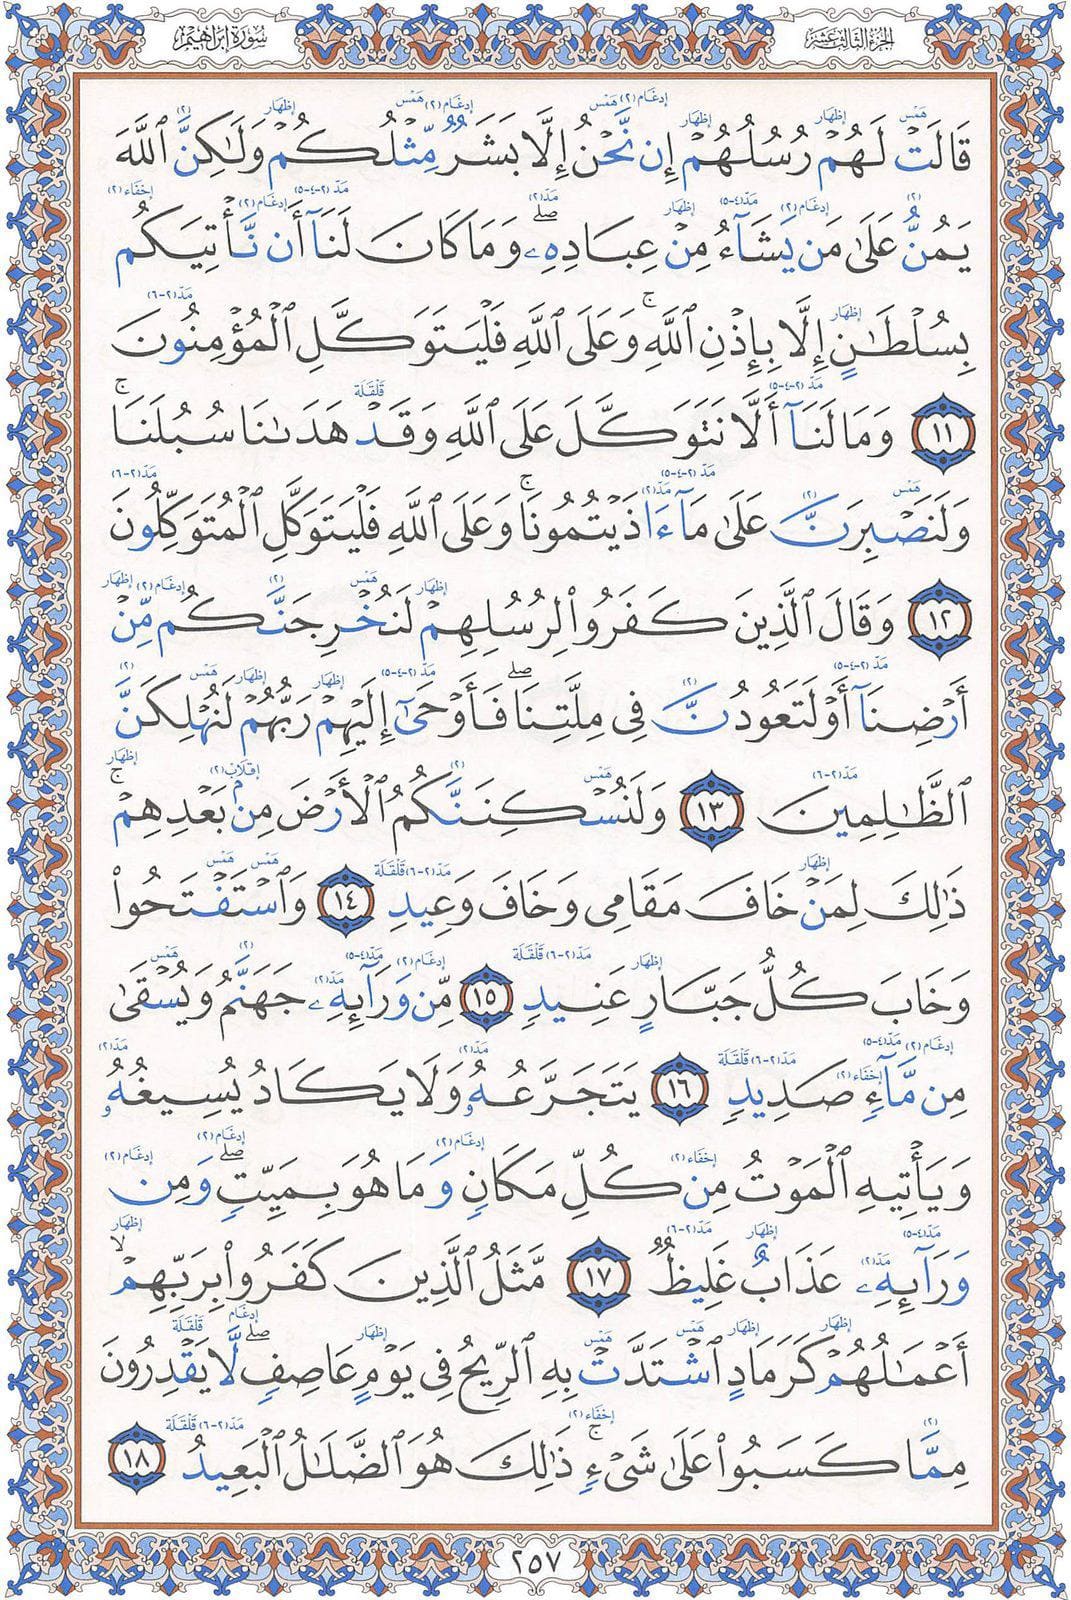 سُورَةُ إِبْرَاهِيم
الجزء الثالث عشر
قَالَتْ لَهُمْ رُسُلُهُمْ إِن نَّحْنُ إِلَّا بَشَرٌ مِّثْلُكُمْ وَلَٰكِنَّ ٱللَّهَ
يَمُنُّ عَلَىٰ مَن يَشَآءُ مِنْ عِبَادِهِۦ ۖ وَمَا كَانَ لَنَآ أَن نَّأْتِيَكُم
بِسُلْطَٰنٍ إِلَّا بِإِذْنِ ٱللَّهِ ۚ وَعَلَى ٱللَّهِ فَلْيَتَوَكَّلِ ٱلْمُؤْمِنُونَ
١١ وَمَا لَنَآ أَلَّا نَتَوَكَّلَ عَلَى ٱللَّهِ وَقَدْ هَدَىٰنَا سُبُلَنَا ۚ
وَلَنَصْبِرَنَّ عَلَىٰ مَآ ءَاذَيْتُمُونَا ۚ وَعَلَى ٱللَّهِ فَلْيَتَوَكَّلِ ٱلْمُتَوَكِّلُونَ
١٢ وَقَالَ ٱلَّذِينَ كَفَرُوا۟ لِرُسُلِهِمْ لَنُخْرِجَنَّكُم مِّنْ
أَرْضِنَآ أَوْ لَتَعُودُنَّ فِى مِلَّتِنَا ۖ فَأَوْحَىٰٓ إِلَيْهِمْ رَبُّهُمْ لَنُهْلِكَنَّ
ٱلظَّٰلِمِينَ ١٣ وَلَنُسْكِنَنَّكُمُ ٱلْأَرْضَ مِنۢ بَعْدِهِمْ ۚ
ذَٰلِكَ لِمَنْ خَافَ مَقَامِى وَخَافَ وَعِيدِ ١٤ وَٱسْتَفْتَحُوا۟
وَخَابَ كُلُّ جَبَّارٍ عَنِيدٍ ١٥ مِّن وَرَآئِهِۦ جَهَنَّمُ وَيُسْقَىٰ
مِن مَّآءٍ صَدِيدٍ ١٦ يَتَجَرَّعُهُۥ وَلَا يَكَادُ يُسِيغُهُۥ
وَيَأْتِيهِ ٱلْمَوْتُ مِن كُلِّ مَكَانٍ وَمَا هُوَ بِمَيِّتٍ ۖ وَمِن
وَرَآئِهِۦ عَذَابٌ غَلِيظٌ ١٧ مَّثَلُ ٱلَّذِينَ كَفَرُوا۟ بِرَبِّهِمْ ۖ
أَعْمَٰلُهُمْ كَرَمَادٍ ٱشْتَدَّتْ بِهِ ٱلرِّيحُ فِى يَوْمٍ عَاصِفٍ ۖ لَّا يَقْدِرُونَ
مِمَّا كَسَبُوا۟ عَلَىٰ شَىْءٍ ۚ ذَٰلِكَ هُوَ ٱلضَّلَٰلُ ٱلْبَعِيدُ ١٨
٢٥٧